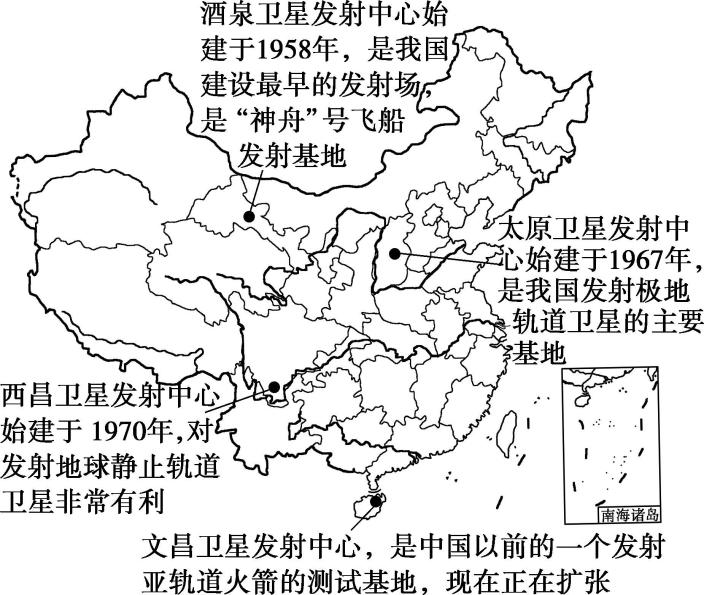 酒泉卫星发射中心始
建于1958年，是我国
建设最早的发射场，
是“神舟”号飞船
发射基地
太原卫星发射中
心始建于1967年，
是我国发射极地
轨道卫星的主要
基地
西昌卫星发射中心
始建于 1970年，对
发射地球静止轨道
卫星非常有利
南海诸岛
文昌卫星发射中心，是中国以前的一个发射
亚轨道火箭的测试基地，现在正在扩张